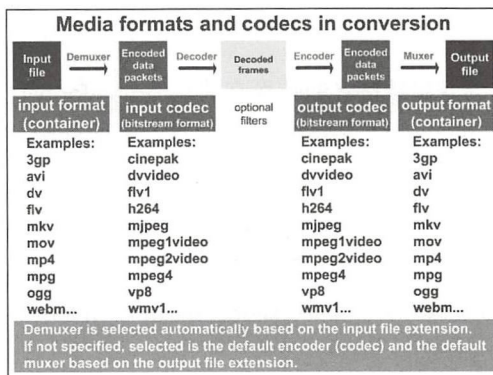 Media formats and codecs in conversion
Input file
Demuxer
Encoded data packets
Decoder
Decoded frames
Encoder
Encoded data packets
Muxer
Output file
input format
(container)
Examples:
3gp
avi
dv
flv
mkv
mov
mp4
mpg
ogg
webm...
input codec
(bitstream format)
Examples:
cinepak
dvvideo
flv1
h264
mjpeg
mpeg1video
mpeg2video
mpeg4
vp8
wmv1...
optional
filters
output codec
(bitstream format)
Examples:
cinepak
dvvideo
flv1
h264
mjpeg
mpeg1video
mpeg2video
mpeg4
vp8
wmv1...
output format
(container)
Examples:
3gp
avi
dv
flv
mkv
mov
mp4
mpg
ogg
webm...
Demuxer is selected automatically based on the input file extension.
If not specified, selected is the default encoder (codec) and the default
muxer based on the output file extension.